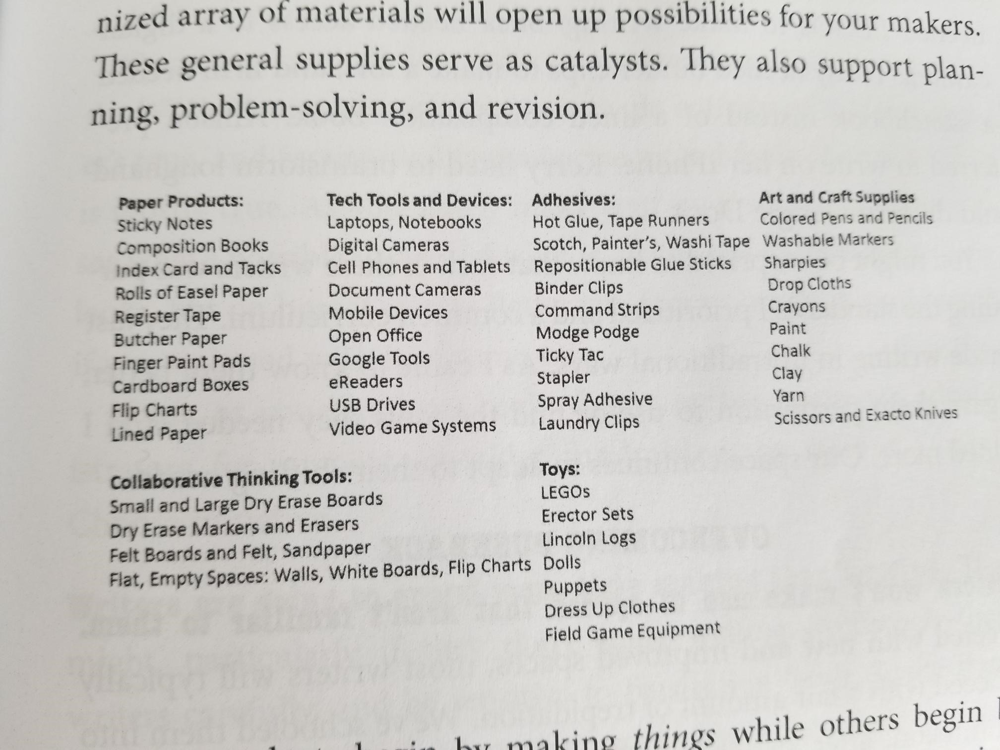 nized array of materials will open up possibilities for your makers.
These general supplies serve as catalysts. They also support plan-
ning, problem-solving, and revision.
Paper Products:
Sticky Notes
Composition Books
Index Card and Tacks
Rolls of Easel Paper
Register Tape
Butcher Paper
Finger Paint Pads
Cardboard Boxes
Flip Charts
Lined Paper
Tech Tools and Devices:
Laptops, Notebooks
Digital Cameras
Cell Phones and Tablets
Document Cameras
Mobile Devices
Open Office
Google Tools
eReaders
USB Drives
Video Game Systems
Adhesives:
Hot Glue, Tape Runners
Scotch, Painter's, Washi Tape
Repositionable Glue Sticks
Binder Clips
Command Strips
Modge Podge
Ticky Tac
Stapler
Spray Adhesive
Laundry Clips
Art and Craft Supplies
Colored Pens and Pencils
Washable Markers
Sharpies
Drop Cloths
Crayons
Paint
Chalk
Clay
Yarn
Scissors and Exacto Knives
Collaborative Thinking Tools:
Small and Large Dry Erase Boards
Dry Erase Markers and Erasers
Felt Boards and Felt, Sandpaper
Flat, Empty Spaces: Walls, White Boards, Flip Charts
Toys:
LEGOs
Erector Sets
Lincoln Logs
Dolls
Puppets
Dress Up Clothes
Field Game Equipment
begin by making things while others begin